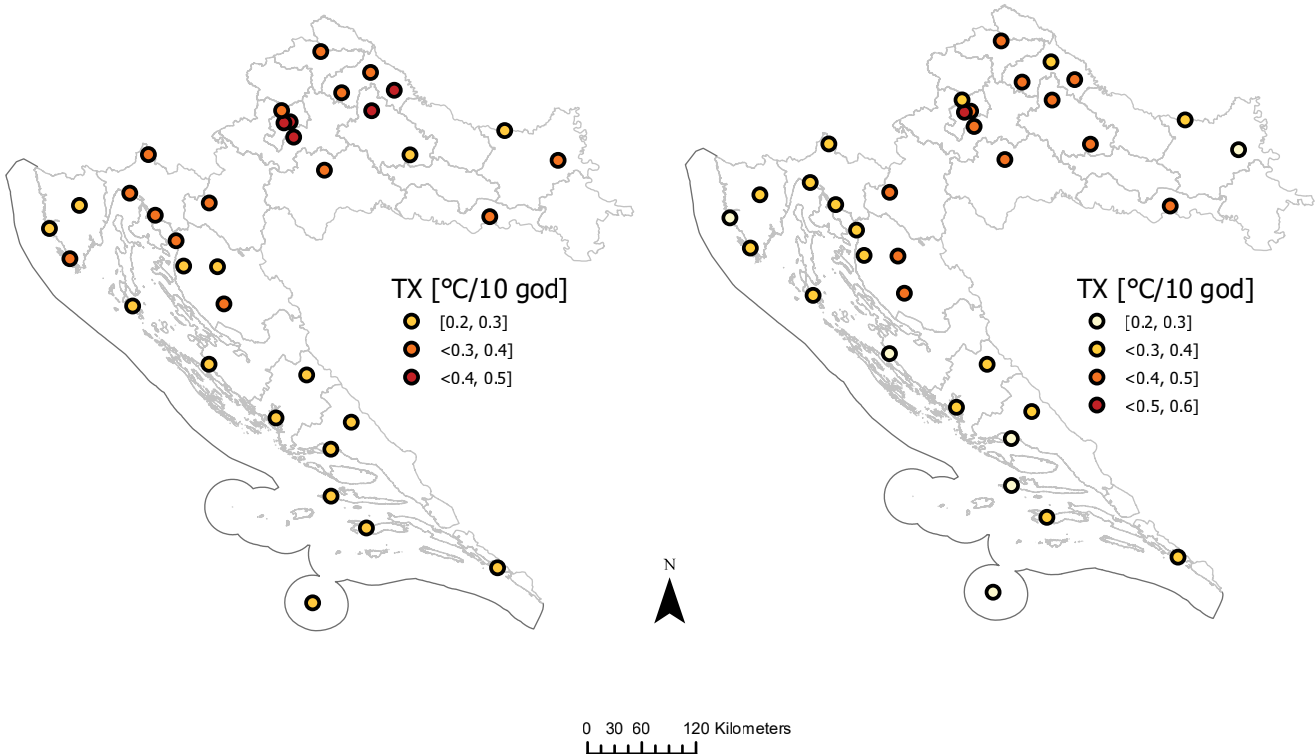 TX [°C/10 god]
[0.2, 0.3]
<0.3, 0.4]
<0.4, 0.5]
TX [°C/10 god]
[0.2, 0.3]
<0.3, 0.4]
<0.4, 0.5]
<0.5, 0.6]
N
0 30 60 120 Kilometers